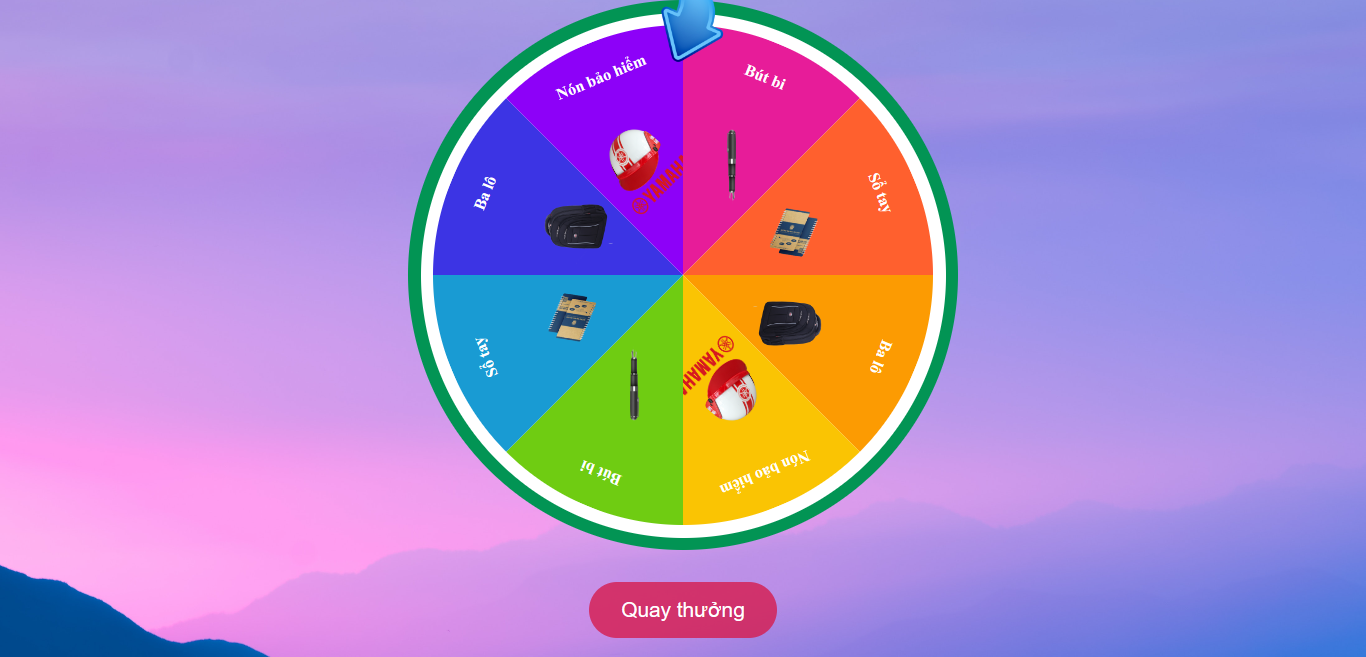 Nón bảo hiểm
Bút bi
Ba lô
Sổ tay
YAMAHA
Sổ tay
Ba lô
YAMAHA
Bút bi
Nón bảo hiểm
Quay thưởng